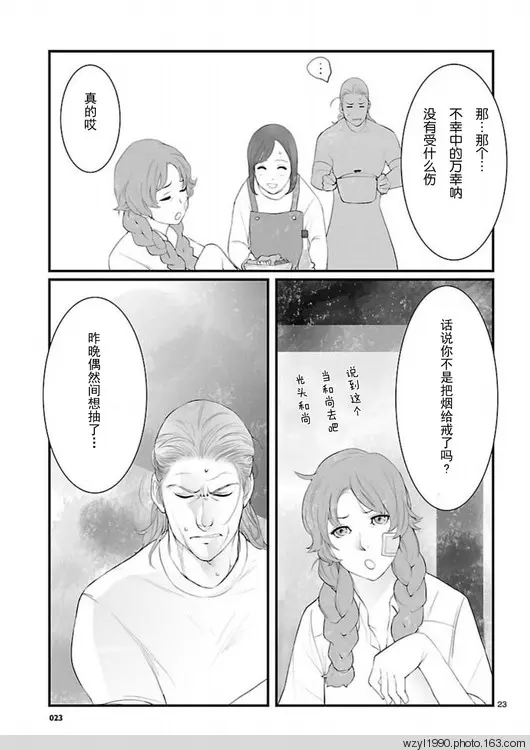 那…那个…
不幸中的万幸呐
没有受什么伤
…
真的哎
话说你不是把烟给戒了吗?
说到这个
当和尚去吧
光头和尚
昨晚偶然间想抽了…
23
023
wzyl1990.photo.163.com